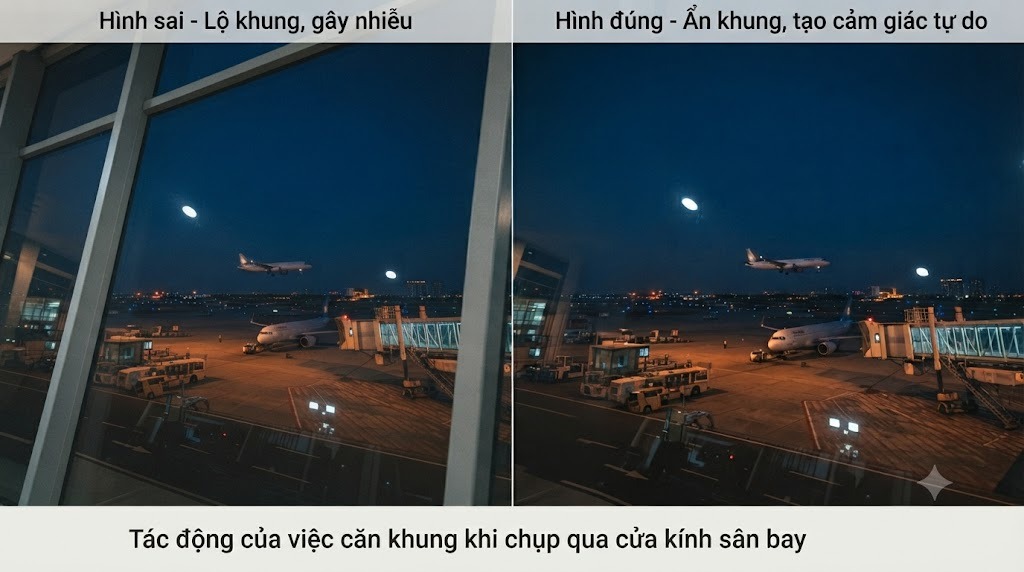 Hình sai - Lộ khung, gây nhiễu
Hình đúng - Ẩn khung, tạo cảm giác tự do
Tác động của việc căn khung khi chụp qua cửa kính sân bay